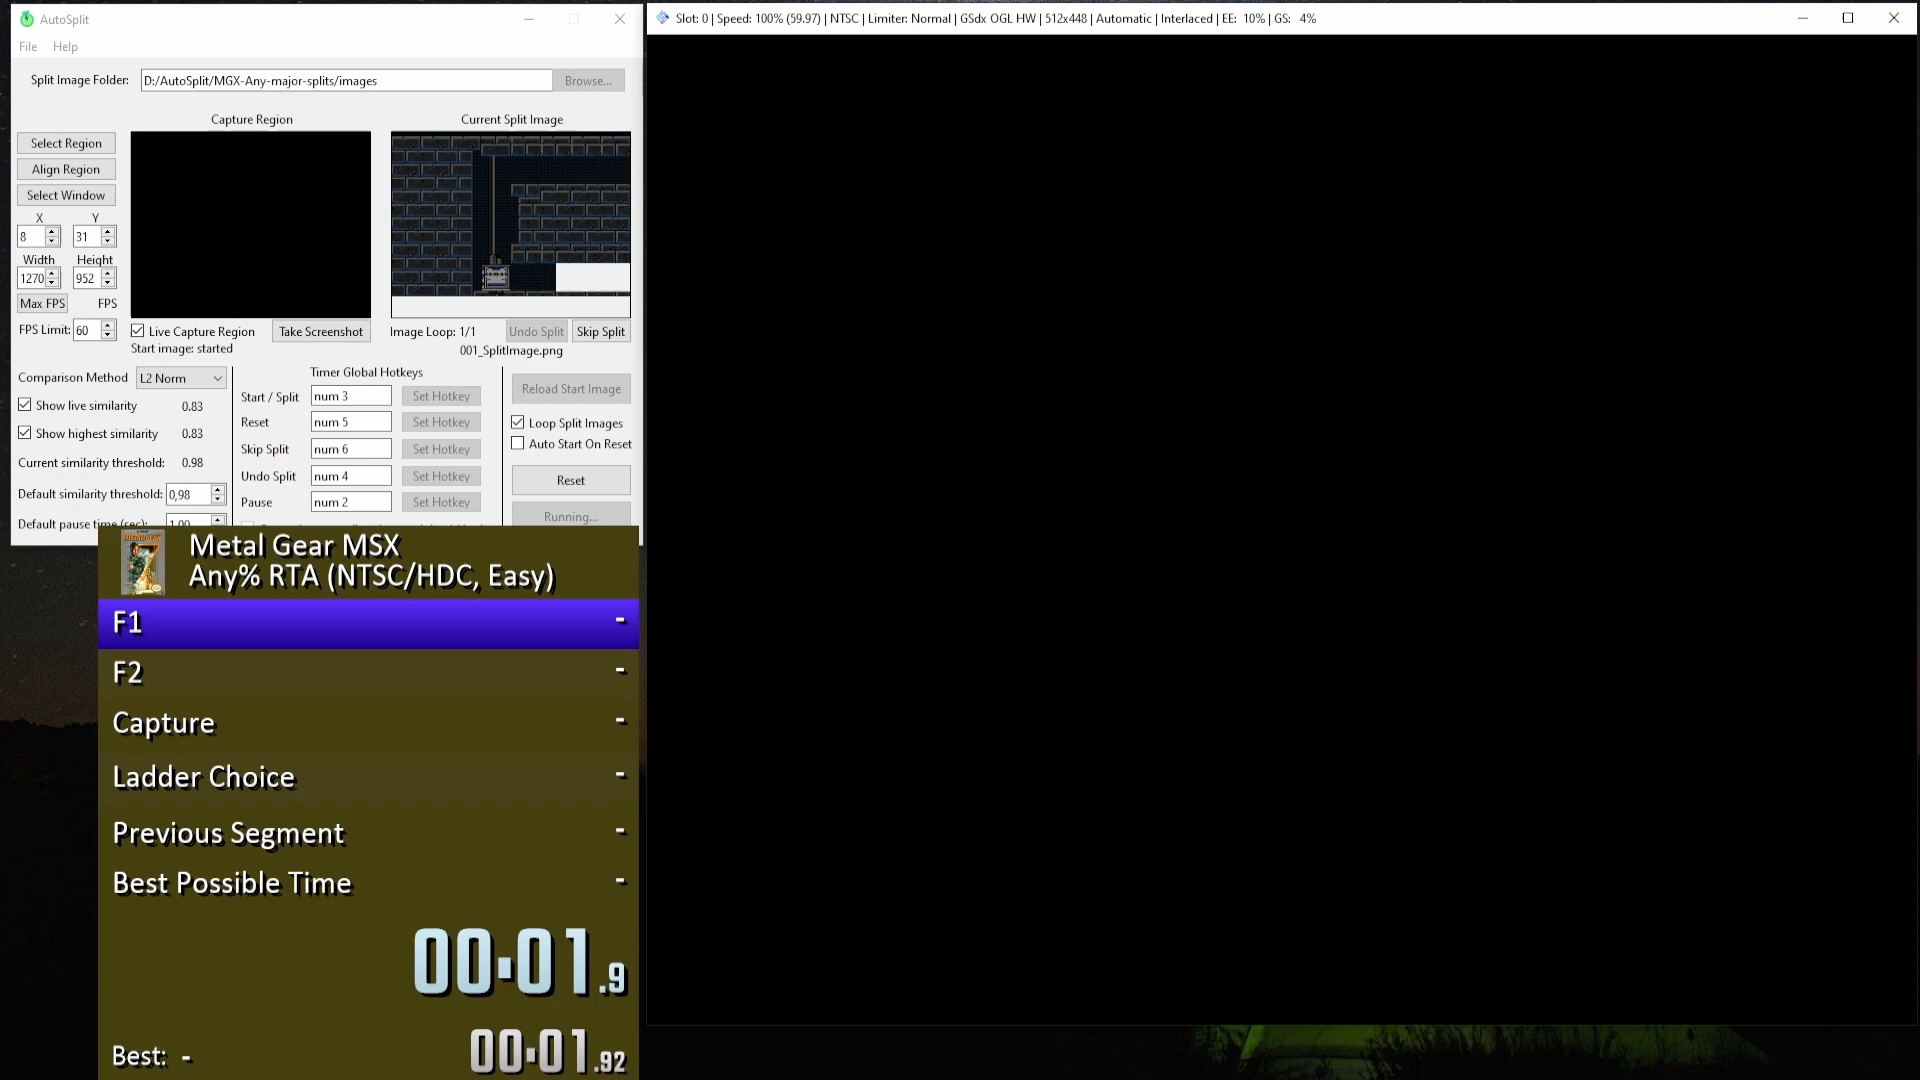 AutoSplit
File Help
Split Image Folder: D:/AutoSplit/MGX-Any-major-splits/images Browse...
Capture Region
Current Split Image
Select Region
Align Region
Select Window
X Y
8 31
Width Height
1270 952
Max FPS FPS
FPS Limit: 60
Live Capture Region Take Screenshot
Start image: started
Image Loop: 1/1 Undo Split Skip Split
001_SplitImage.png
Comparison Method L2 Norm
Show live similarity 0.83
Show highest similarity 0.83
Current similarity threshold: 0.98
Default similarity threshold: 0,98
Default pause time (sec): 1.00
Timer Global Hotkeys
Start / Split num 3 Set Hotkey
Reset num 5 Set Hotkey
Skip Split num 6 Set Hotkey
Undo Split num 4 Set Hotkey
Pause num 2 Set Hotkey
Reload Start Image
Loop Split Images
Auto Start On Reset
Reset
Running...
Metal Gear MSX
Any% RTA (NTSC/HDC, Easy)
F1 -
F2 -
Capture -
Ladder Choice -
Previous Segment -
Best Possible Time -
00:01.9
Best: - 00:01.92
Slot: 0 | Speed: 100% (59.97) | NTSC | Limiter: Normal | GSdx OGL HW | 512x448 | Automatic | Interlaced | EE: 10% | GS: 4%